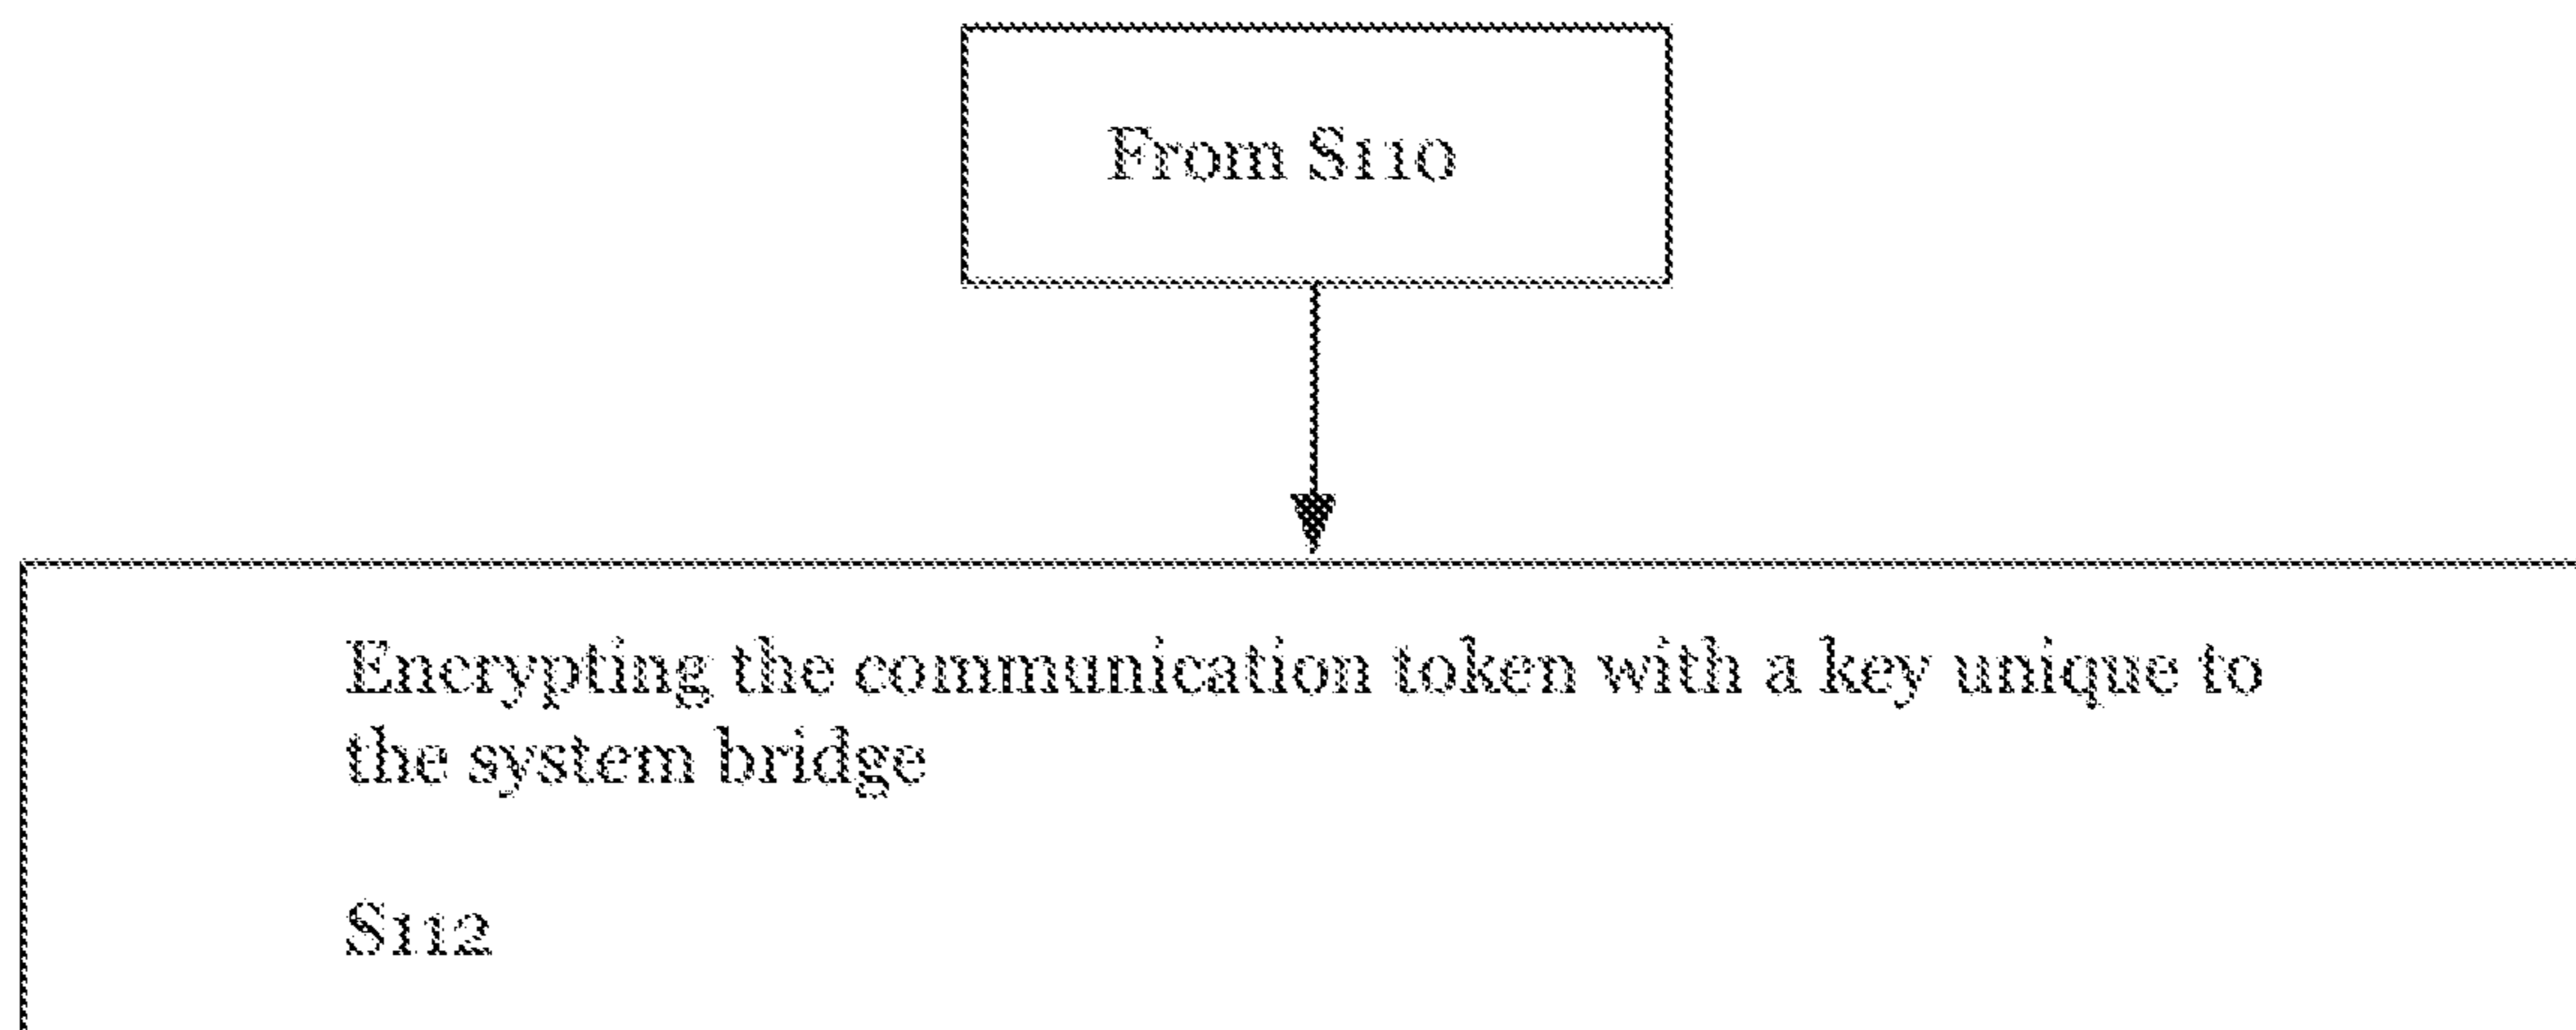 From S110
Encrypting the communication token with a key unique to
the system bridge
S112